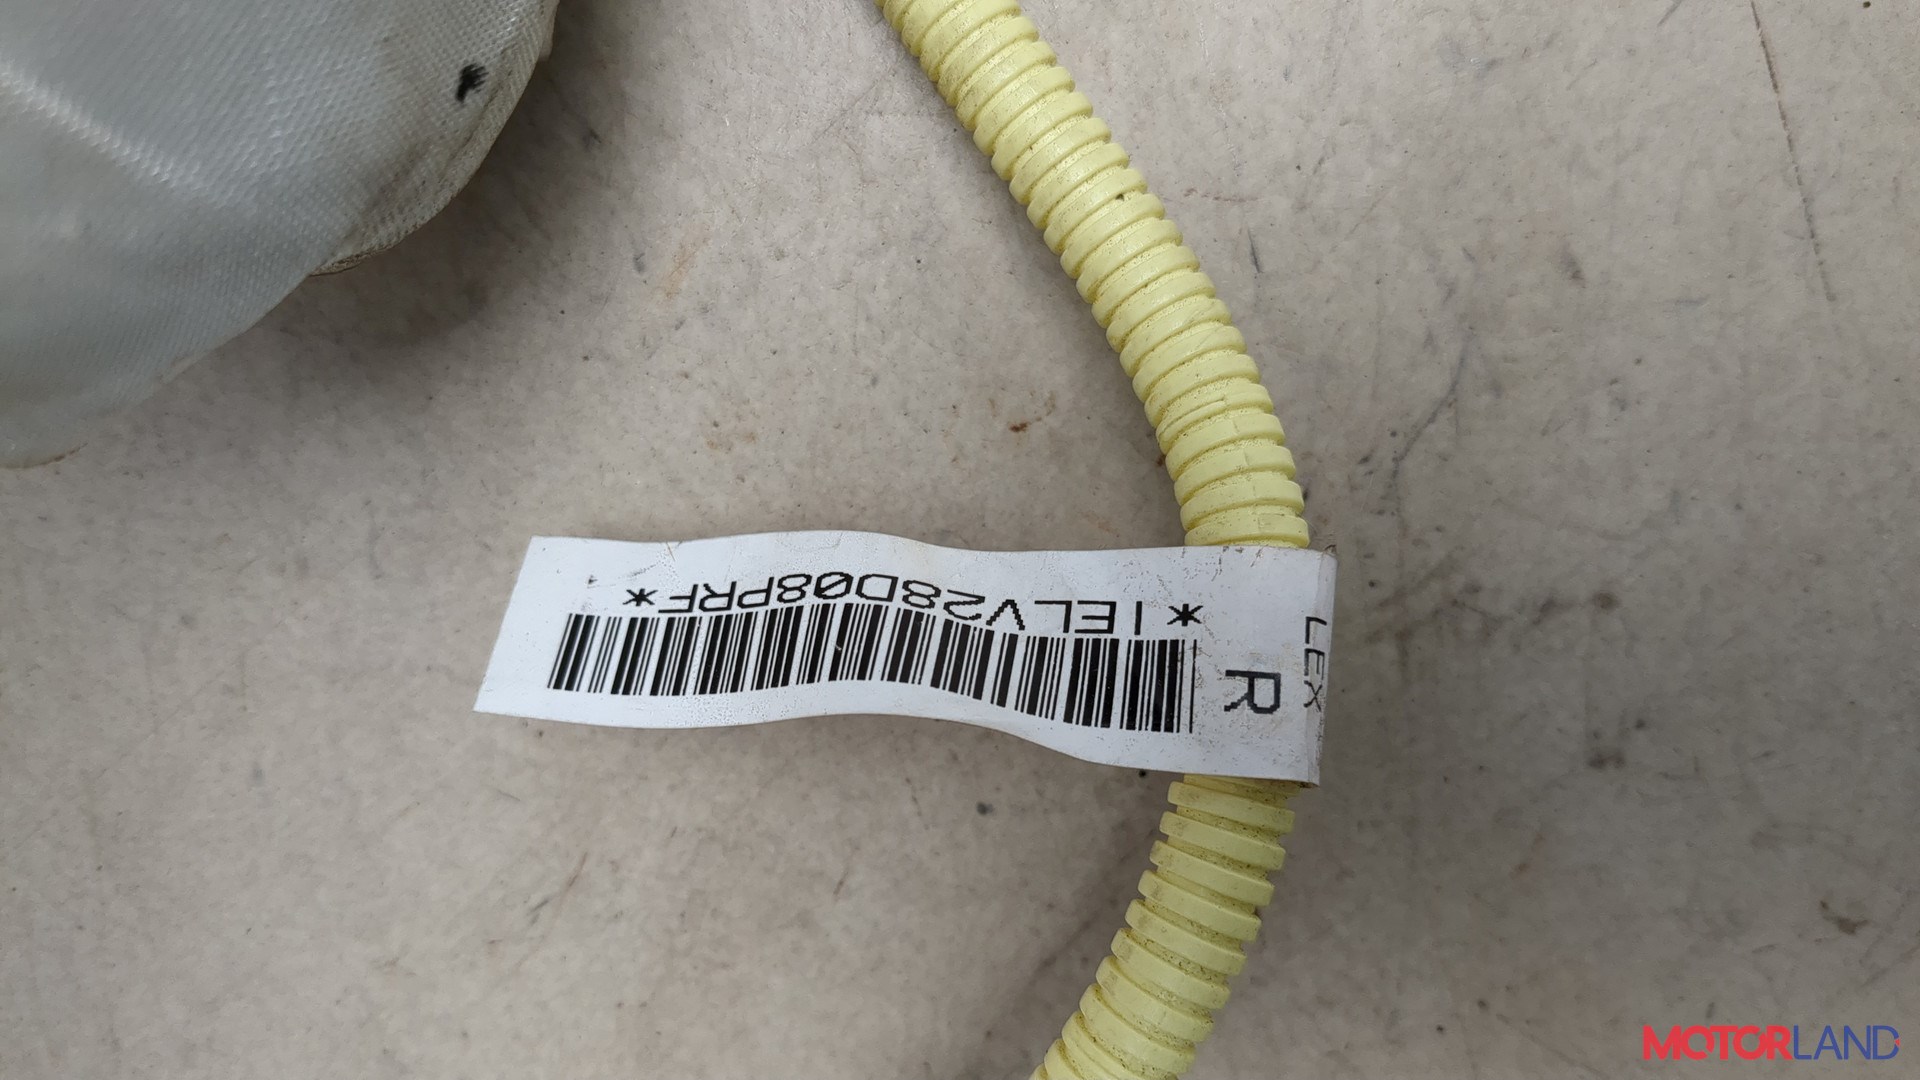 *IELV28D08PRF*
R
LEX
MOTORLAND